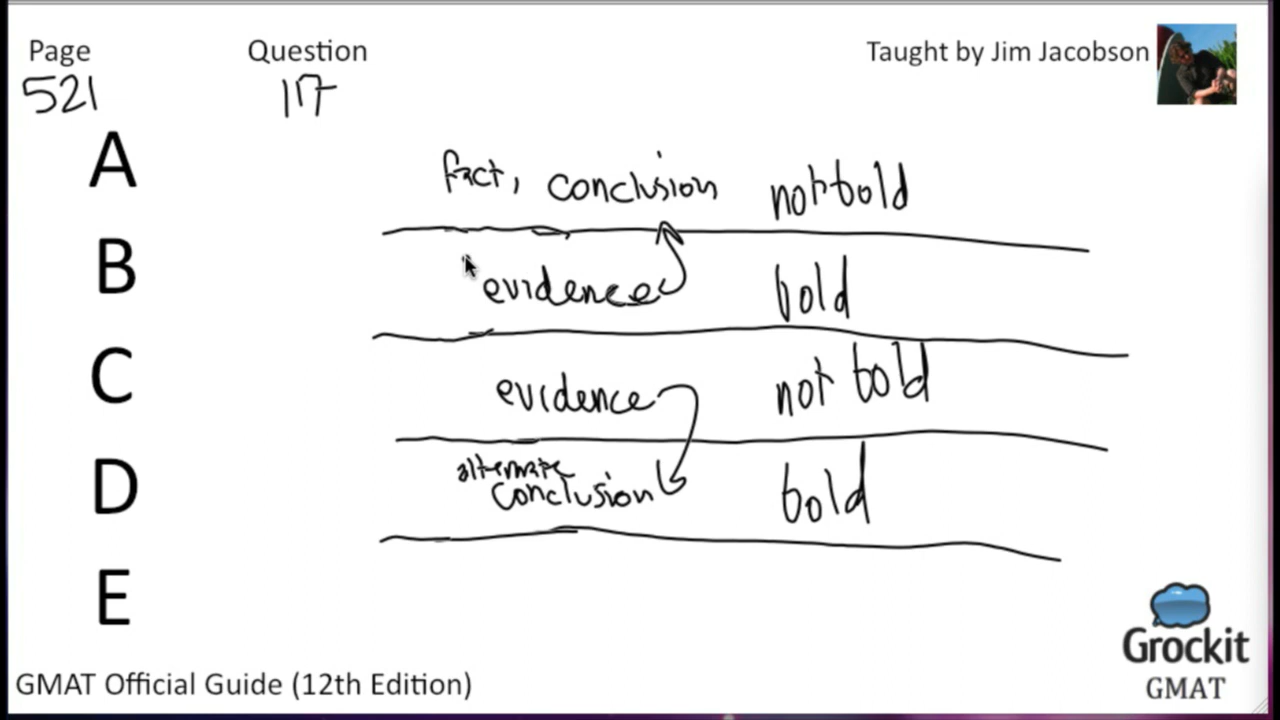 Page Question Taught by Jim Jacobson
521 117
A fact, conclusion not bold
B evidence bold
C evidence not bold
D alternate conclusion bold
E
Grockit
GMAT
GMAT Official Guide (12th Edition)